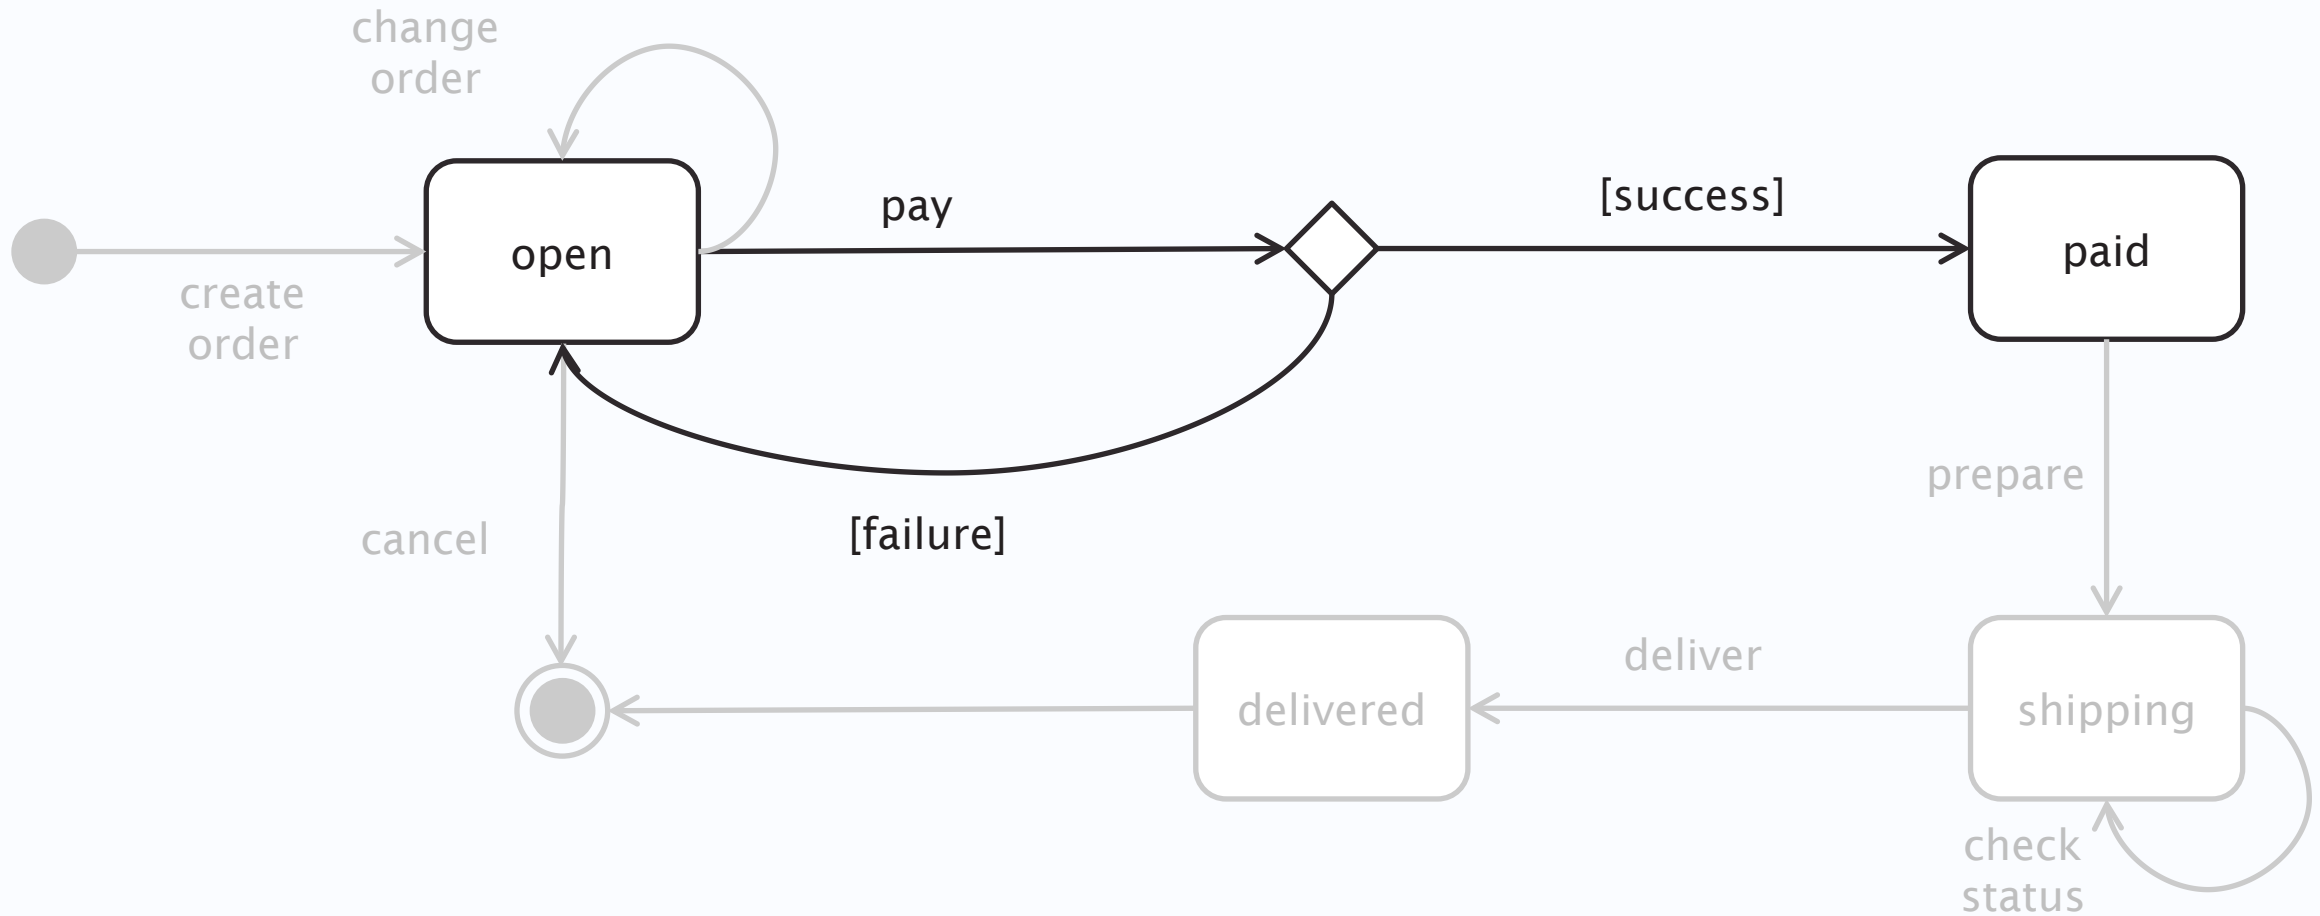 change
order
pay
[success]
open
paid
create
order
prepare
cancel
[failure]
deliver
delivered
shipping
check
status